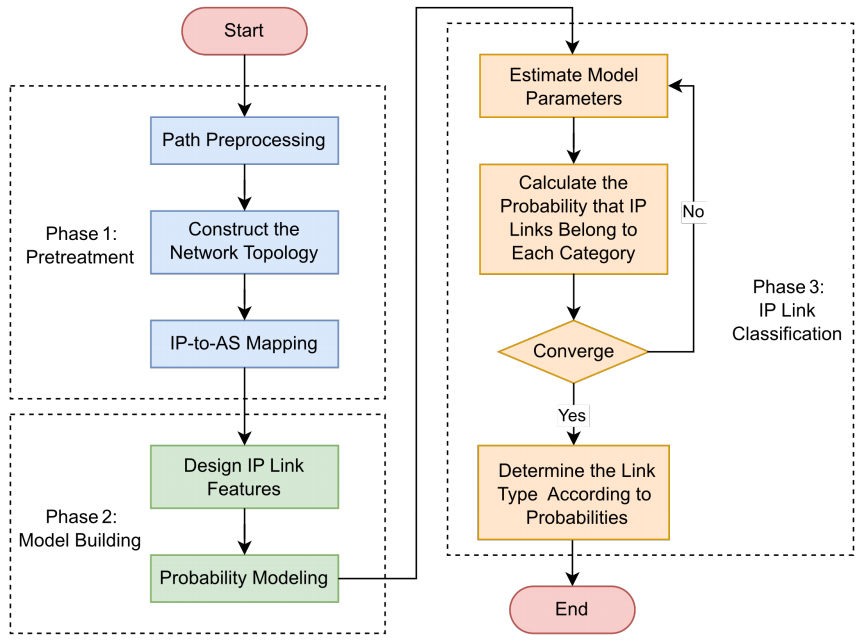 Start
Phase 1:
Pretreatment
Path Preprocessing
Construct the
Network Topology
IP-to-AS Mapping
Phase 2:
Model Building
Design IP Link
Features
Probability Modeling
Estimate Model
Parameters
Calculate the
Probability that IP
Links Belong to
Each Category
No
Converge
Yes
Phase 3:
IP Link
Classification
Determine the Link
Type According to
Probabilities
End